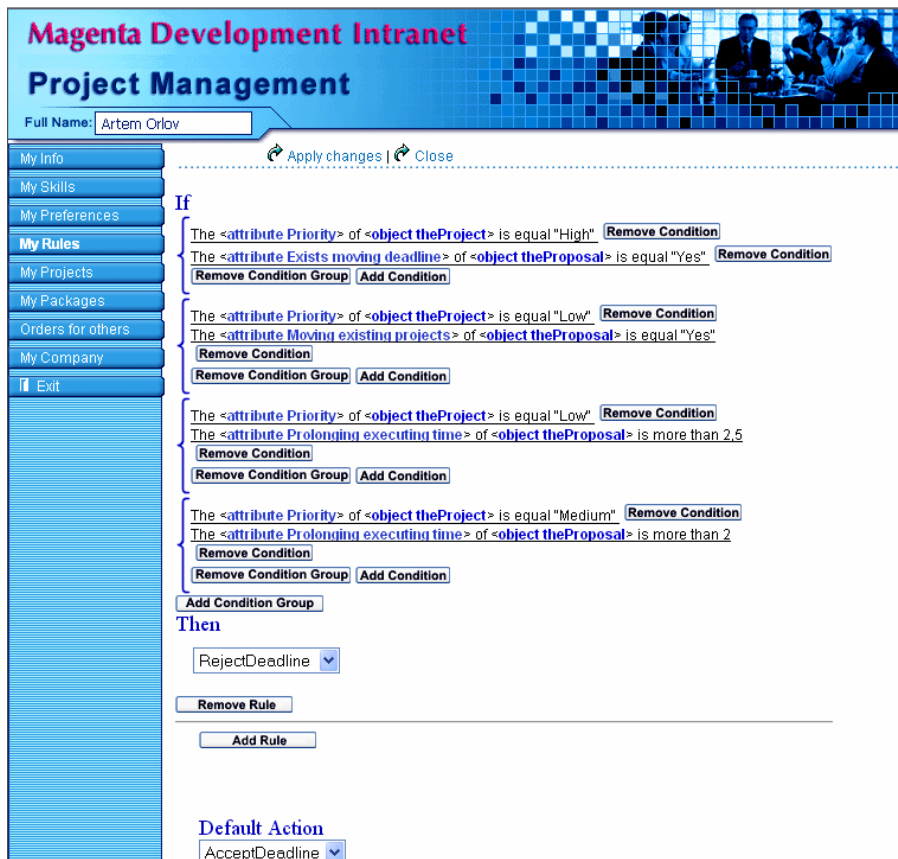 Magenta Development Intranet
Project Management
Full Name: Artem Orlov
My Info
My Skills
My Preferences
My Rules
My Projects
My Packages
Orders for others
My Company
Exit
Apply changes | Close
If
The <attribute Priority> of <object theProject> is equal "High" Remove Condition
The <attribute Exists moving deadline> of <object theProposal> is equal "Yes" Remove Condition
Remove Condition Group Add Condition
The <attribute Priority> of <object theProject> is equal "Low" Remove Condition
The <attribute Moving existing projects> of <object theProposal> is equal "Yes"
Remove Condition
Remove Condition Group Add Condition
The <attribute Priority> of <object theProject> is equal "Low" Remove Condition
The <attribute Prolonging executing time> of <object theProposal> is more than 2,5
Remove Condition
Remove Condition Group Add Condition
The <attribute Priority> of <object theProject> is equal "Medium" Remove Condition
The <attribute Prolonging executing time> of <object theProposal> is more than 2
Remove Condition
Remove Condition Group Add Condition
Add Condition Group
Then
RejectDeadline
Remove Rule
Add Rule
Default Action
AcceptDeadline